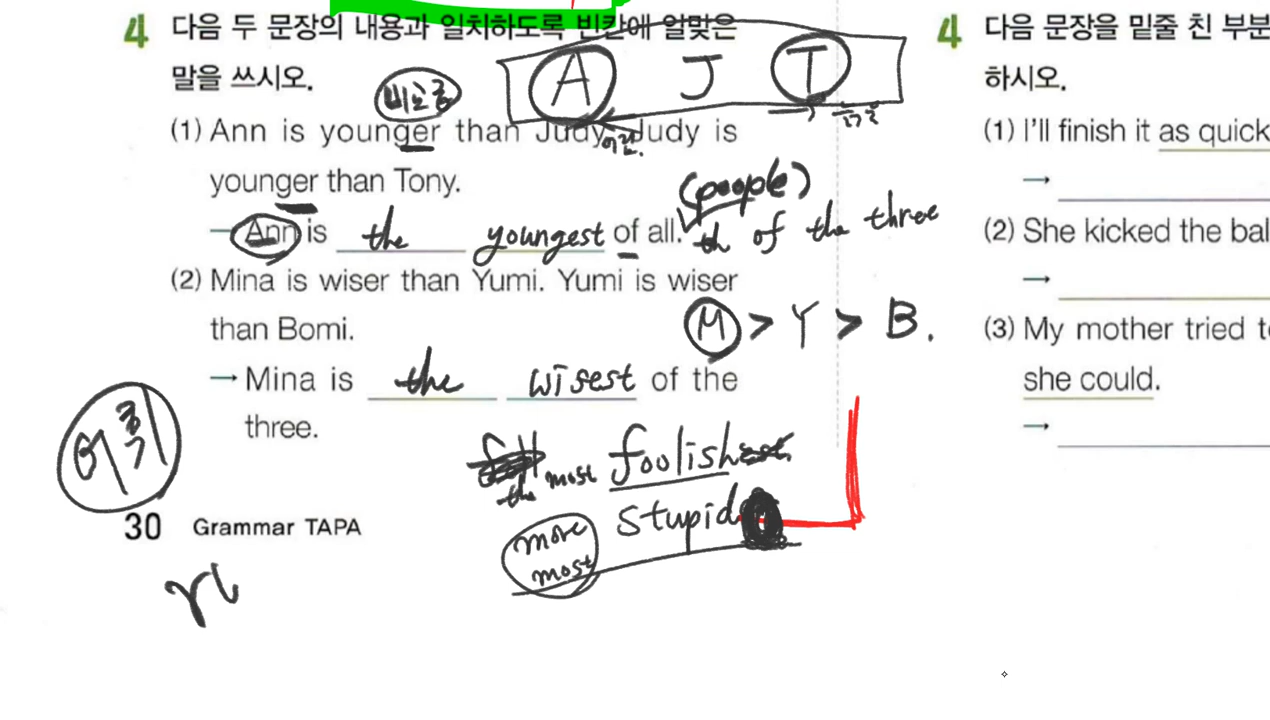 4 다음 두 문장의 내용과 일치하도록 빈칸에 알맞은
말을 쓰시오.
A J T
비교급
(1) Ann is younger than Judy. Judy is
younger than Tony.
(people)
→ Ann is the youngest of all. of the three
(2) Mina is wiser than Yumi. Yumi is wiser
than Bomi.
M > Y > B.
→ Mina is the wisest of the
three.
어휘
the most foolish
stupid
more
most
30 Grammar TAPA
4 다음 문장을 밑줄 친 부분
하시오.
(1) I'll finish it as quick
→
(2) She kicked the bal
→
(3) My mother tried t
she could.
→